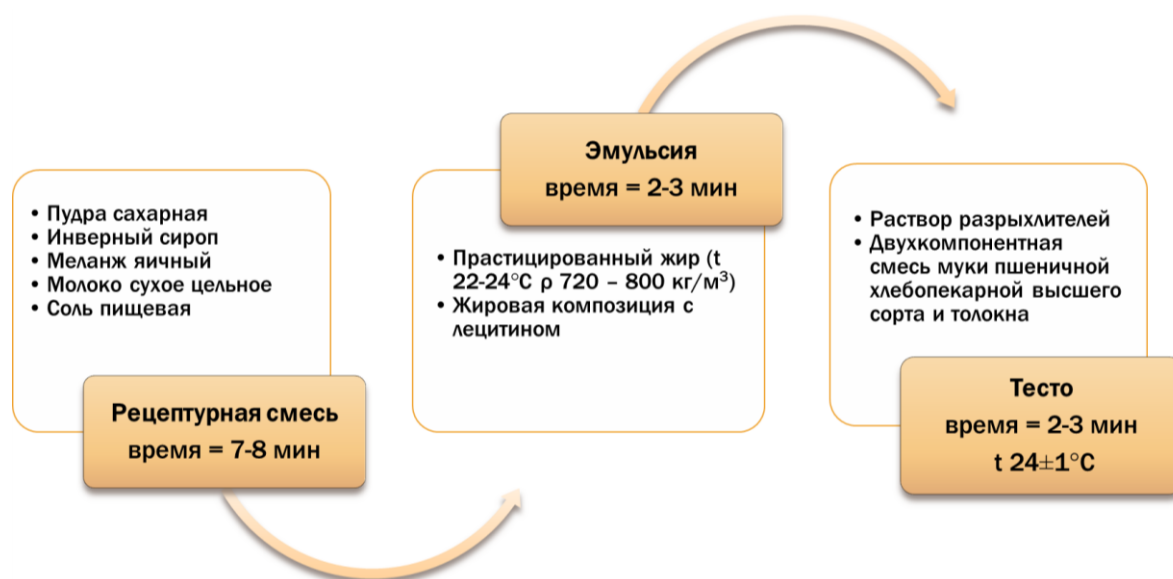 • Пудра сахарная
• Инверный сироп
• Меланж яичный
• Молоко сухое цельное
• Соль пищевая
Рецептурная смесь
время = 7-8 мин
Эмульсия
время = 2-3 мин
• Прастицированный жир (t
22-24°C ρ 720 – 800 кг/м³)
• Жировая композиция с
лецитином
• Раствор разрыхлителей
• Двухкомпонентная
смесь муки пшеничной
хлебопекарной высшего
сорта и толокна
Тесто
время = 2-3 мин
t 24±1°C